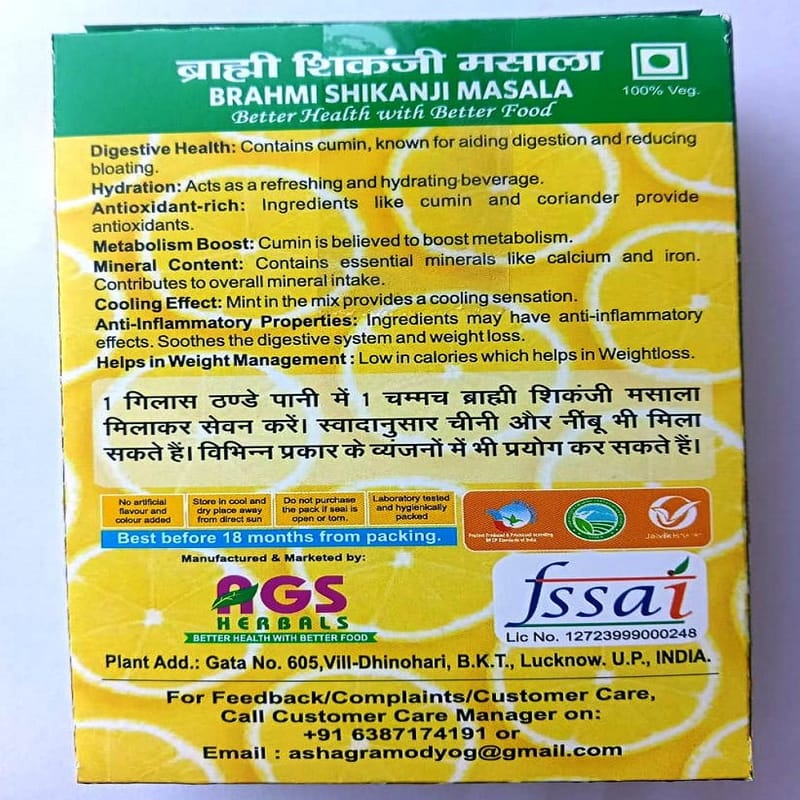 ब्राह्मी शिकंजी मसाला
BRAHMI SHIKANJI MASALA
100% Veg.
Better Health with Better Food
Digestive Health: Contains cumin, known for aiding digestion and reducing
bloating.
Hydration: Acts as a refreshing and hydrating beverage.
Antioxidant-rich: Ingredients like cumin and coriander provide
antioxidants.
Metabolism Boost: Cumin is believed to boost metabolism.
Mineral Content: Contains essential minerals like calcium and iron.
Contributes to overall mineral intake.
Cooling Effect: Mint in the mix provides a cooling sensation.
Anti-Inflammatory Properties: Ingredients may have anti-inflammatory
effects. Soothes the digestive system and weight loss.
Helps in Weight Management : Low in calories which helps in Weightloss.
1 गिलास ठण्डे पानी में 1 चम्मच ब्राह्मी शिकंजी मसाला
मिलाकर सेवन करें। स्वादानुसार चीनी और नींबू भी मिला
सकते हैं। विभिन्न प्रकार के व्यंजनों में भी प्रयोग कर सकते हैं।
No artificial
flavour and
colour added
Store in cool and
dry place away
from direct sun
Do not purchase
the pack if seal is
open or torn.
Laboratory tested
and hygienically
packed
Best before 18 months from packing.
Manufactured & Marketed by:
AGS
HERBALS
BETTER HEALTH WITH BETTER FOOD
fssai
Lic No. 12723999000248
Plant Add.: Gata No. 605,Vill-Dhinohari, B.K.T., Lucknow. U.P., INDIA.
For Feedback/Complaints/Customer Care,
Call Customer Care Manager on:
+91 6387174191 or
Email : ashagramodyog@gmail.com